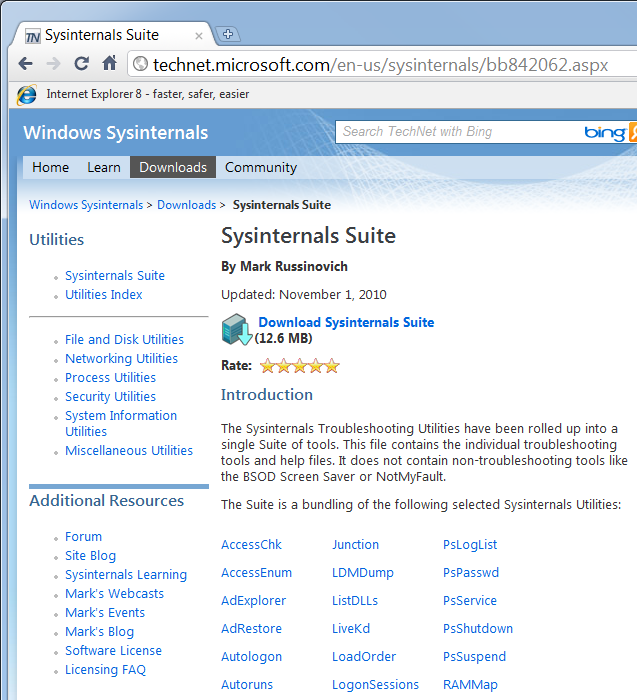 Sysinternals Suite
technet.microsoft.com/en-us/sysinternals/bb842062.aspx
Internet Explorer 8 - faster, safer, easier
Windows Sysinternals
Search TechNet with Bing
bing
Home Learn Downloads Community
Windows Sysinternals > Downloads > Sysinternals Suite
Utilities
Sysinternals Suite
Utilities Index
File and Disk Utilities
Networking Utilities
Process Utilities
Security Utilities
System Information
Utilities
Miscellaneous Utilities
Additional Resources
Forum
Site Blog
Sysinternals Learning
Mark's Webcasts
Mark's Events
Mark's Blog
Software License
Licensing FAQ
Sysinternals Suite
By Mark Russinovich
Updated: November 1, 2010
Download Sysinternals Suite
(12.6 MB)
Rate:
Introduction
The Sysinternals Troubleshooting Utilities have been rolled up into a
single Suite of tools. This file contains the individual troubleshooting
tools and help files. It does not contain non-troubleshooting tools like
the BSOD Screen Saver or NotMyFault.
The Suite is a bundling of the following selected Sysinternals Utilities:
AccessChk Junction PsLogList
AccessEnum LDMDump PsPasswd
AdExplorer ListDLLs PsService
AdRestore LiveKd PsShutdown
Autologon LoadOrder PsSuspend
Autoruns LogonSessions RAMMap